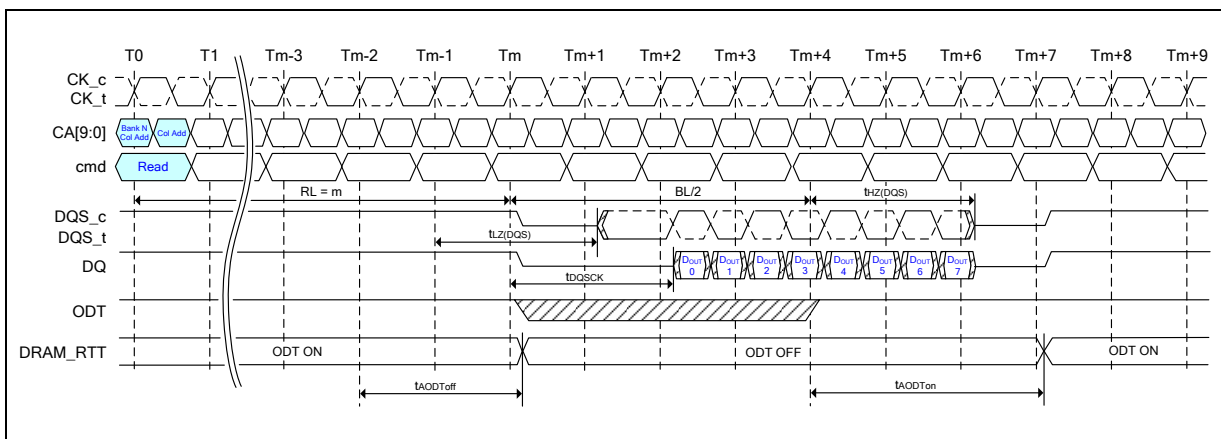 T0 T1 Tm-3 Tm-2 Tm-1 Tm Tm+1 Tm+2 Tm+3 Tm+4 Tm+5 Tm+6 Tm+7 Tm+8 Tm+9
CK_c
CK_t
CA[9:0] Bank N Col Add Col Add
cmd Read
RL = m BL/2 tHZ(DQS)
DQS_c
DQS_t
tLZ(DQS)
DQ DOUT 0 DOUT 1 DOUT 2 DOUT 3 DOUT 4 DOUT 5 DOUT 6 DOUT 7
tDQSCK
ODT
DRAM_RTT ODT ON ODT OFF ODT ON
tAODToff tAODTon